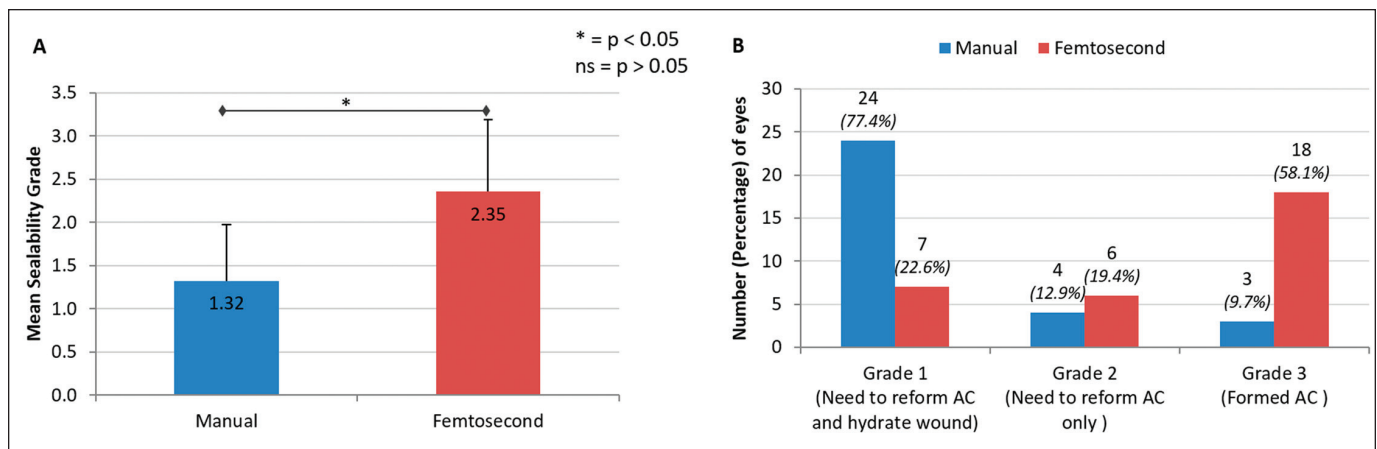 A
* = p < 0.05
ns = p > 0.05
Mean Sealability Grade
3.5
3.0
2.5
2.0
1.5
1.0
0.5
0.0
*
1.32
2.35
Manual
Femtosecond
B
Manual
Femtosecond
Number (Percentage) of eyes
30
25
20
15
10
5
0
24
(77.4%)
7
(22.6%)
4
(12.9%)
6
(19.4%)
3
(9.7%)
18
(58.1%)
Grade 1
(Need to reform AC
and hydrate wound)
Grade 2
(Need to reform AC
only )
Grade 3
(Formed AC )